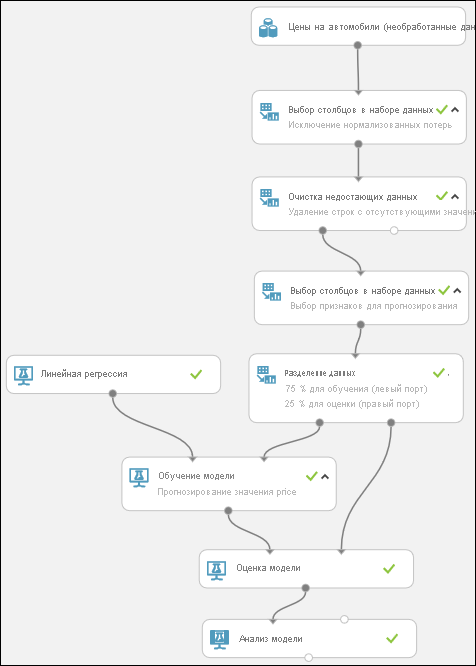 Цены на автомобили (необработанные дан
Выбор столбцов в наборе данных
Исключение нормализованных потерь
Очистка недостающих данных
Удаление строк с отсутствующими значени
Выбор столбцов в наборе данных
Выбор признаков для прогнозирования
Линейная регрессия
Разделение данных
75 % для обучения (левый порт)
25 % для оценки (правый порт)
Обучение модели
Прогнозирование значения price
Оценка модели
Анализ модели